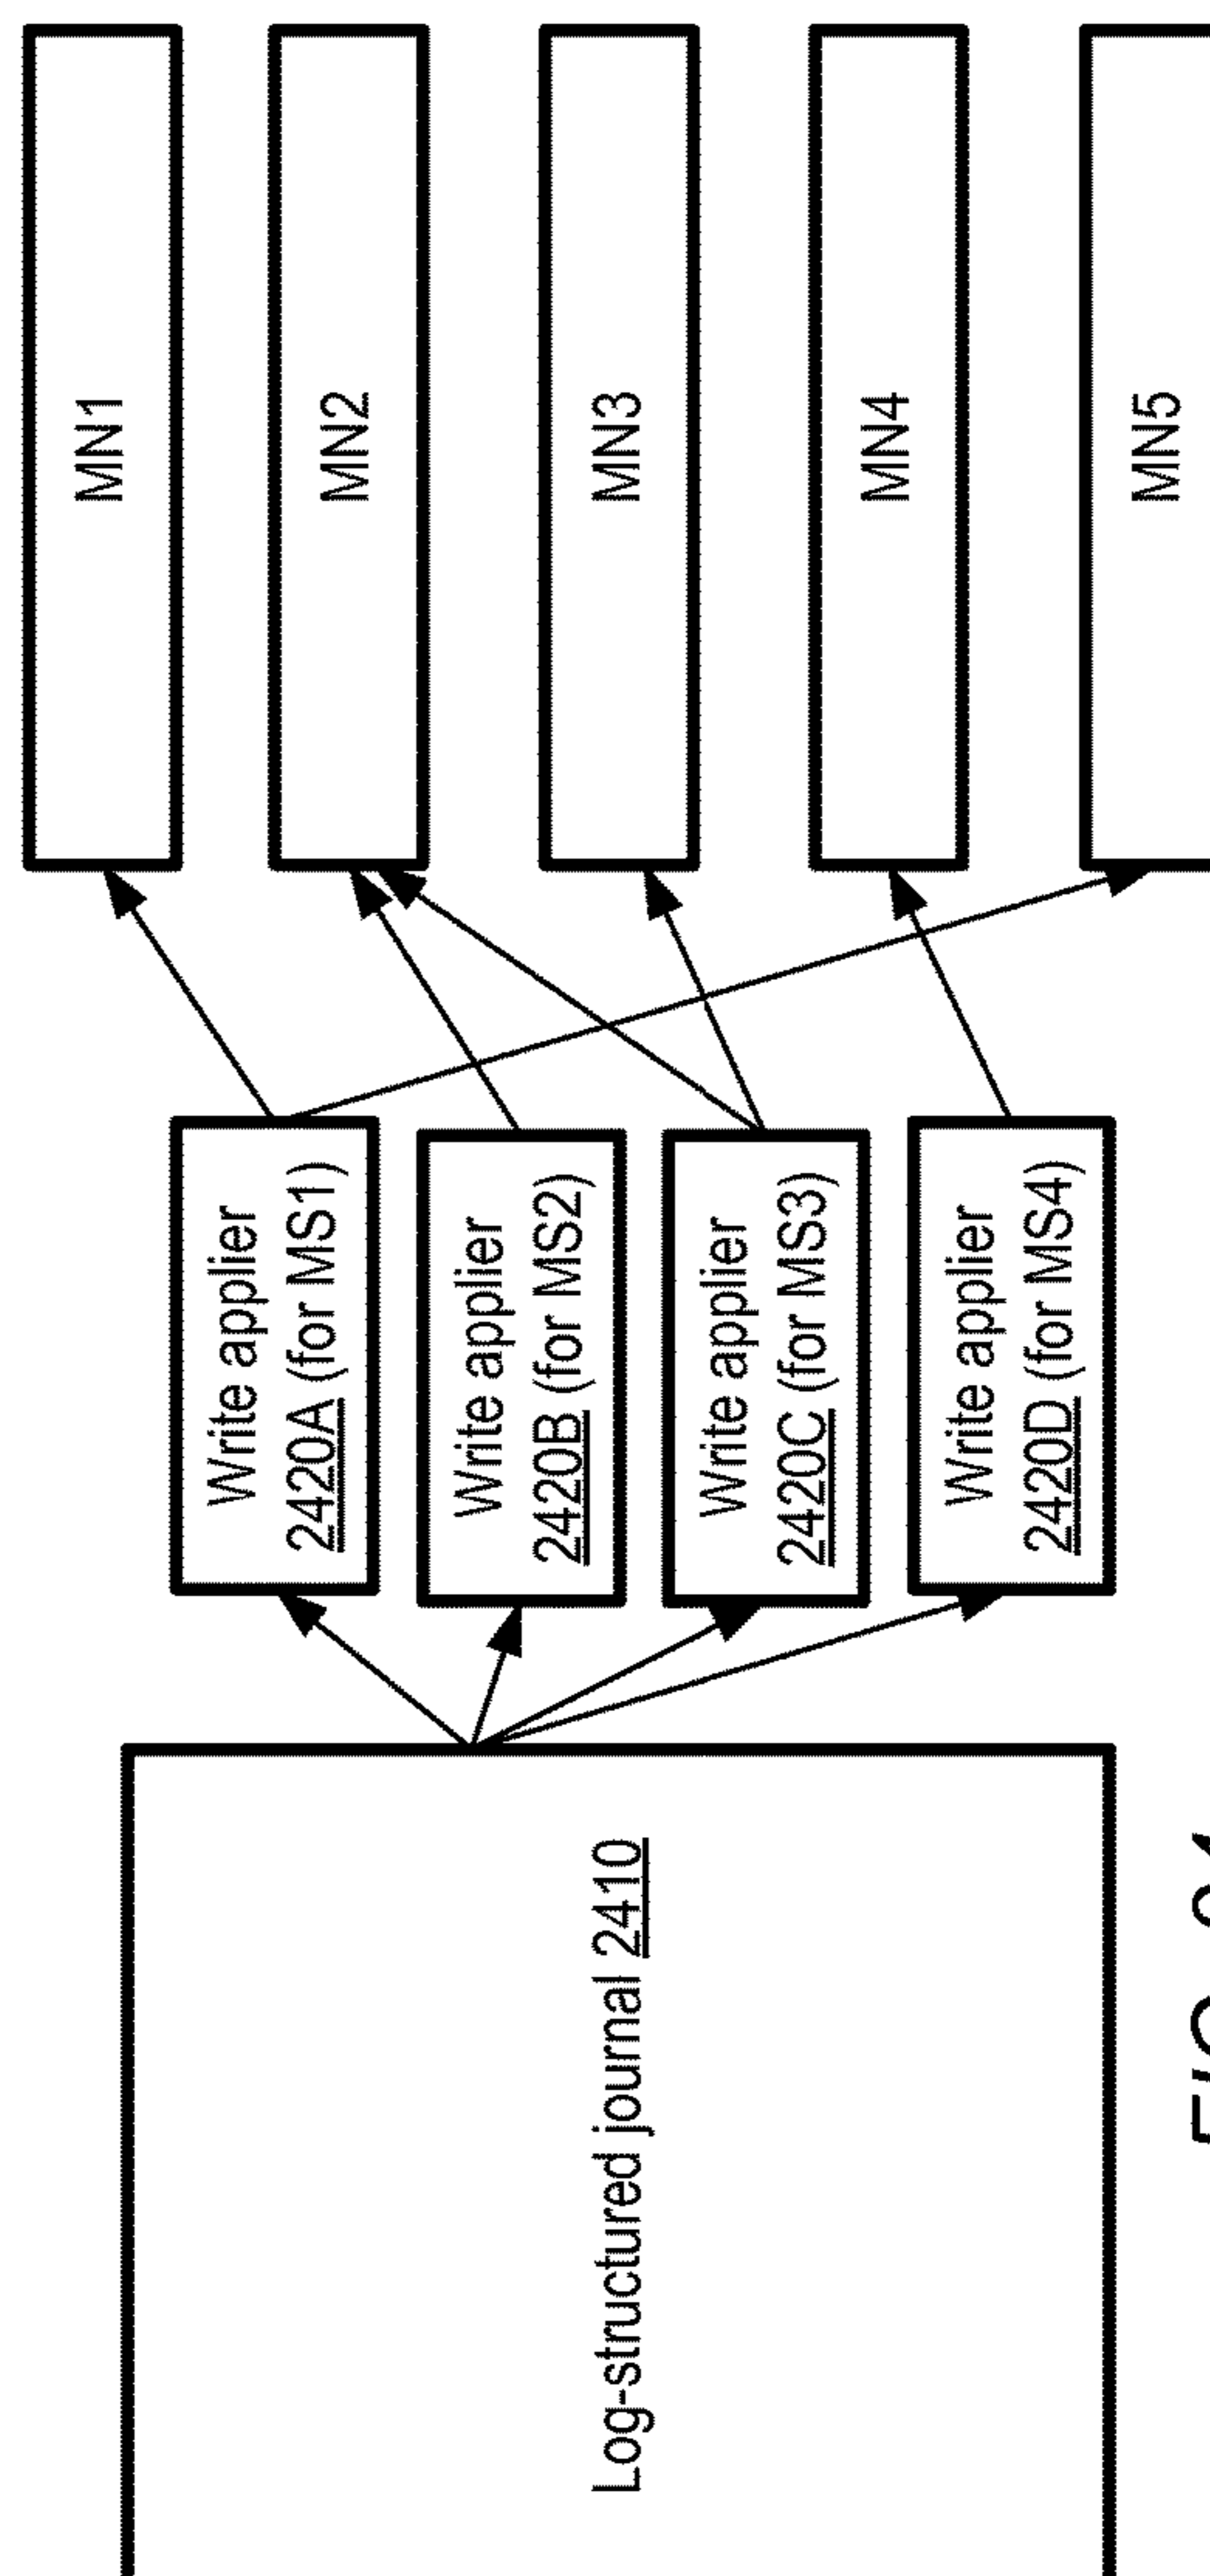 MN1
MN2
MN3
MN4
MN5
Write applier
2420A (for MS1)
Write applier
2420B (for MS2)
Write applier
2420C (for MS3)
Write applier
2420D (for MS4)
Log-structured journal 2410